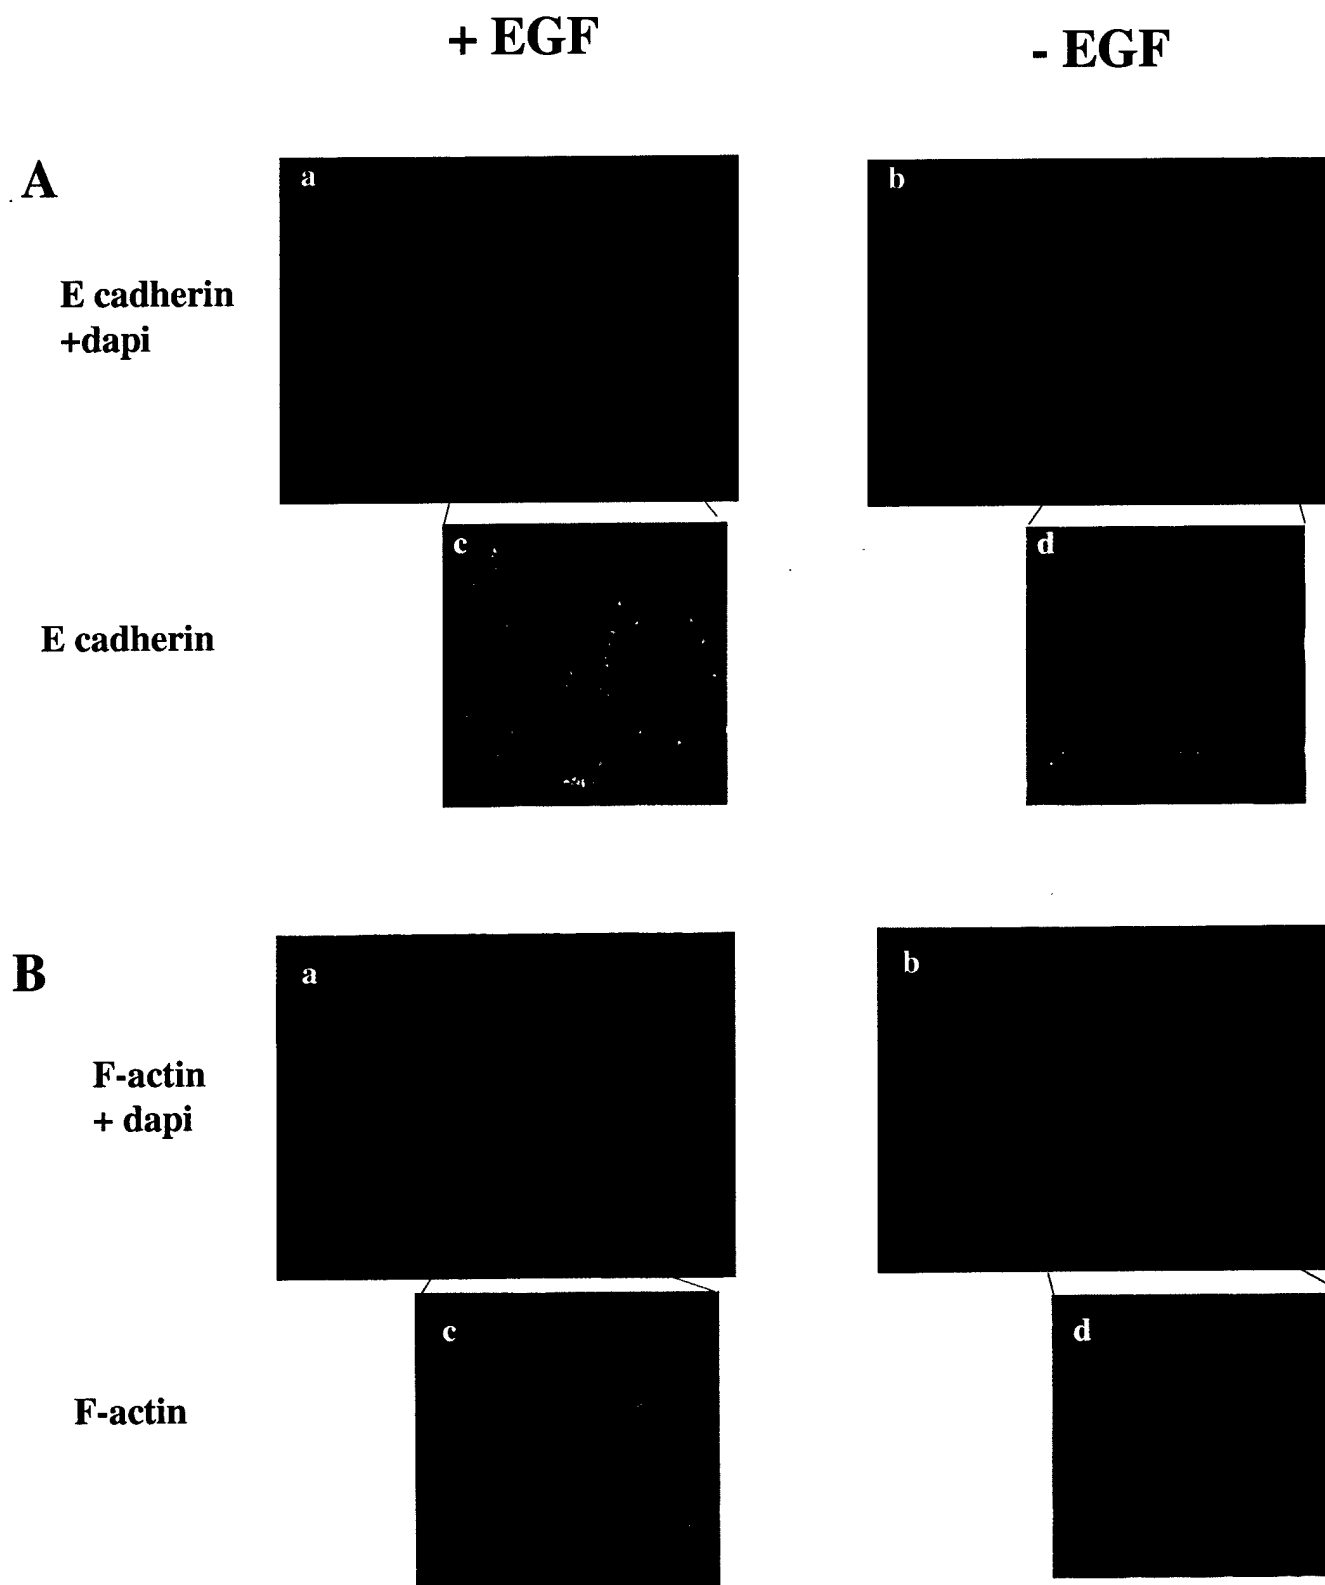 + EGF
- EGF
A
a
b
E cadherin
+dapi
c
d
E cadherin
B
a
b
F-actin
+ dapi
c
d
F-actin